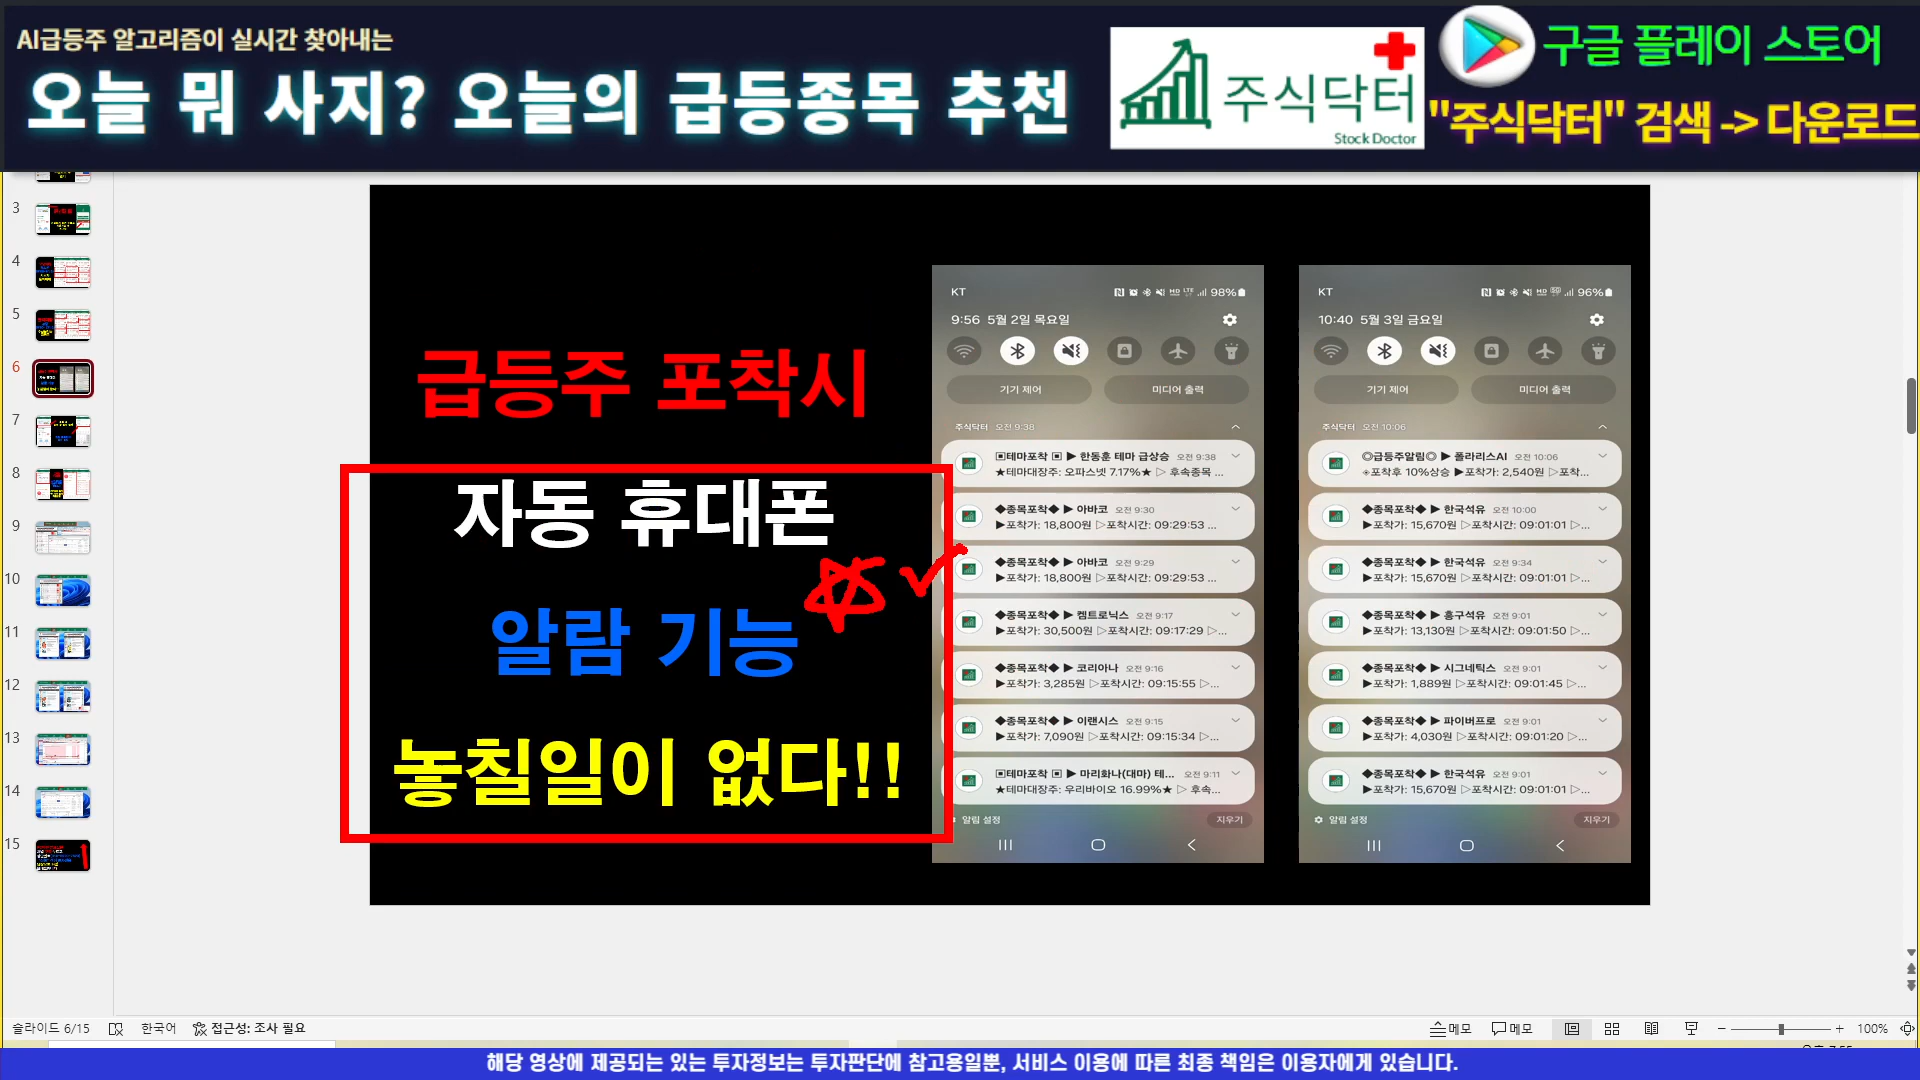 AI급등주 알고리즘이 실시간 찾아내는
오늘 뭐 사지? 오늘의 급등종목 추천
주식닥터
Stock Doctor
구글 플레이 스토어
"주식닥터" 검색 -> 다운로드
3
4
5
6
7
8
9
10
11
12
13
14
15
급등주 포착시
자동 휴대폰
알람 기능
놓칠일이 없다!!
KT 98%
9:56 5월 2일 목요일
기기 제어 미디어 출력
주식닥터 오전 9:38
▣테마포착 ▣ ▶ 한동훈 테마 급상승 오전 9:38
★테마대장주: 오파스넷 7.17%★ ▷ 후속종목 ...
◆종목포착◆ ▶ 아바코 오전 9:30
▶포착가: 18,800원 ▷포착시간: 09:29:53 ...
◆종목포착◆ ▶ 아바코 오전 9:29
▶포착가: 18,800원 ▷포착시간: 09:29:53 ...
◆종목포착◆ ▶ 켐트로닉스 오전 9:17
▶포착가: 30,500원 ▷포착시간: 09:17:29 ▷...
◆종목포착◆ ▶ 코리아나 오전 9:16
▶포착가: 3,285원 ▷포착시간: 09:15:55 ▷...
◆종목포착◆ ▶ 이랜시스 오전 9:15
▶포착가: 7,090원 ▷포착시간: 09:15:34 ▷...
▣테마포착 ▣ ▶ 마리화나(대마) 테... 오전 9:11
★테마대장주: 우리바이오 16.99%★ ▷ 후속...
알림 설정 지우기
KT 96%
10:40 5월 3일 금요일
기기 제어 미디어 출력
주식닥터 오전 10:06
◎급등주알림◎ ▶ 폴라리스AI 오전 10:06
◈포착후 10%상승 ▶포착가: 2,540원 ▷포착...
◆종목포착◆ ▶ 한국석유 오전 10:00
▶포착가: 15,670원 ▷포착시간: 09:01:01 ▷...
◆종목포착◆ ▶ 한국석유 오전 9:34
▶포착가: 15,670원 ▷포착시간: 09:01:01 ▷...
◆종목포착◆ ▶ 흥구석유 오전 9:01
▶포착가: 13,130원 ▷포착시간: 09:01:50 ▷...
◆종목포착◆ ▶ 시그네틱스 오전 9:01
▶포착가: 1,889원 ▷포착시간: 09:01:45 ▷...
◆종목포착◆ ▶ 파이버프로 오전 9:01
▶포착가: 4,030원 ▷포착시간: 09:01:20 ▷...
◆종목포착◆ ▶ 한국석유 오전 9:01
▶포착가: 15,670원 ▷포착시간: 09:01:01 ▷...
알림 설정 지우기
슬라이드 6/15 한국어 접근성: 조사 필요 메모 메모 100%
해당 영상에 제공되는 있는 투자정보는 투자판단에 참고용일뿐, 서비스 이용에 따른 최종 책임은 이용자에게 있습니다.